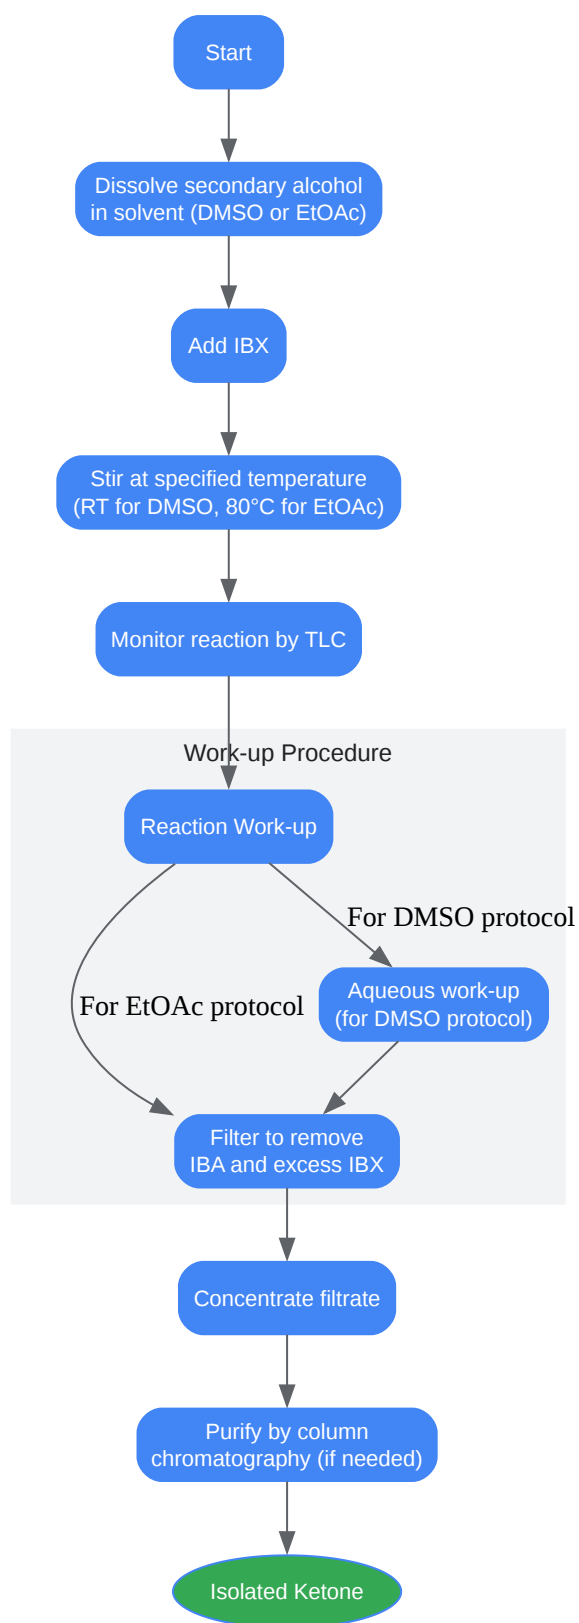 Start
Dissolve secondary alcohol
in solvent (DMSO or EtOAc)
Add IBX
Stir at specified temperature
(RT for DMSO, 80°C for EtOAc)
Monitor reaction by TLC
Work-up Procedure
Reaction Work-up
For DMSO protocol
For EtOAc protocol
Aqueous work-up
(for DMSO protocol)
Filter to remove
IBA and excess IBX
Concentrate filtrate
Purify by column
chromatography (if needed)
Isolated Ketone